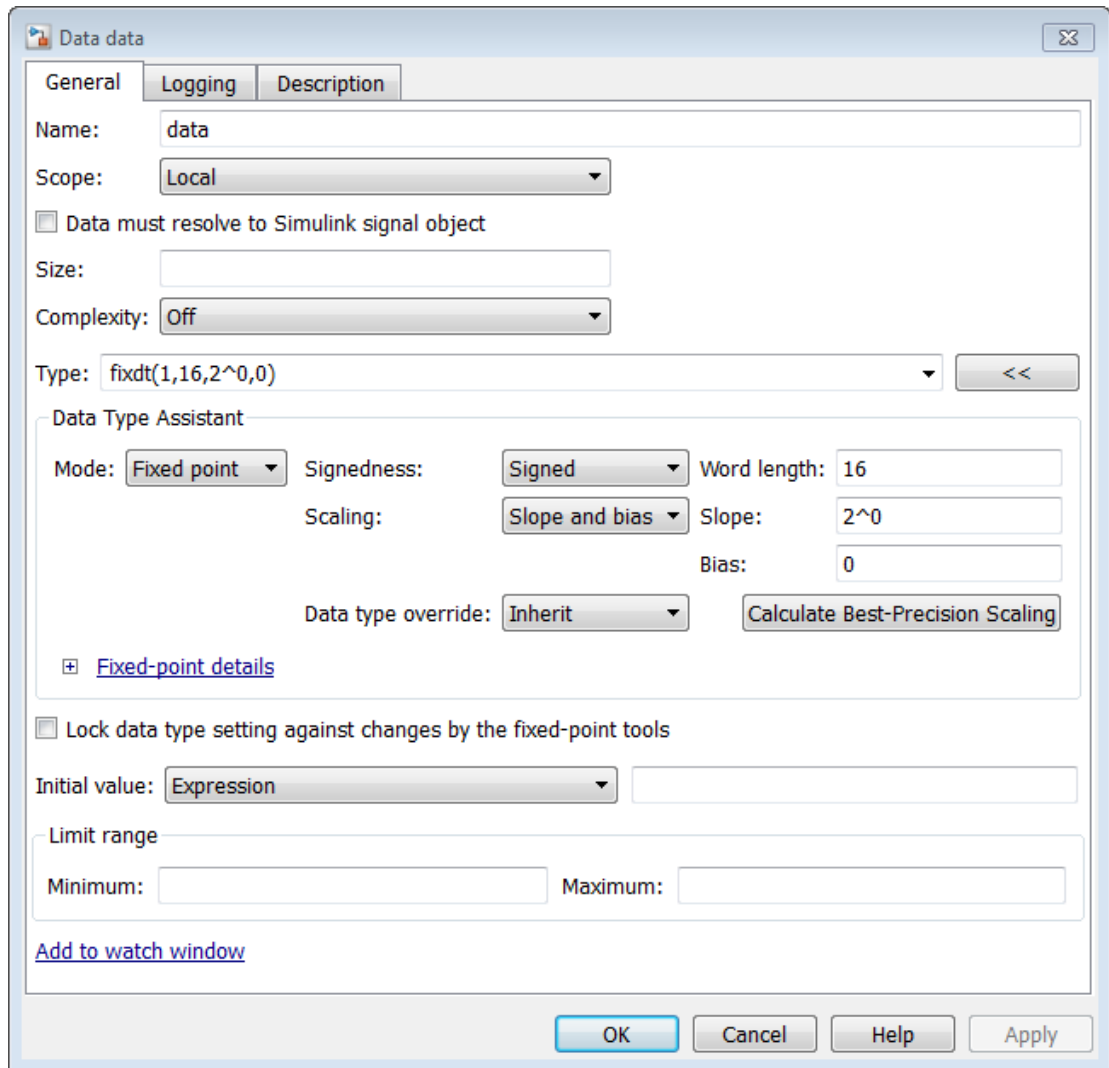 Data data
General Logging Description
Name: data
Scope: Local
Data must resolve to Simulink signal object
Size:
Complexity: Off
Type: fixdt(1,16,2^0,0) <<
Data Type Assistant
Mode: Fixed point Signedness: Signed Word length: 16
Scaling: Slope and bias Slope: 2^0
Bias: 0
Data type override: Inherit Calculate Best-Precision Scaling
Fixed-point details
Lock data type setting against changes by the fixed-point tools
Initial value: Expression
Limit range
Minimum: Maximum:
Add to watch window
OK Cancel Help Apply